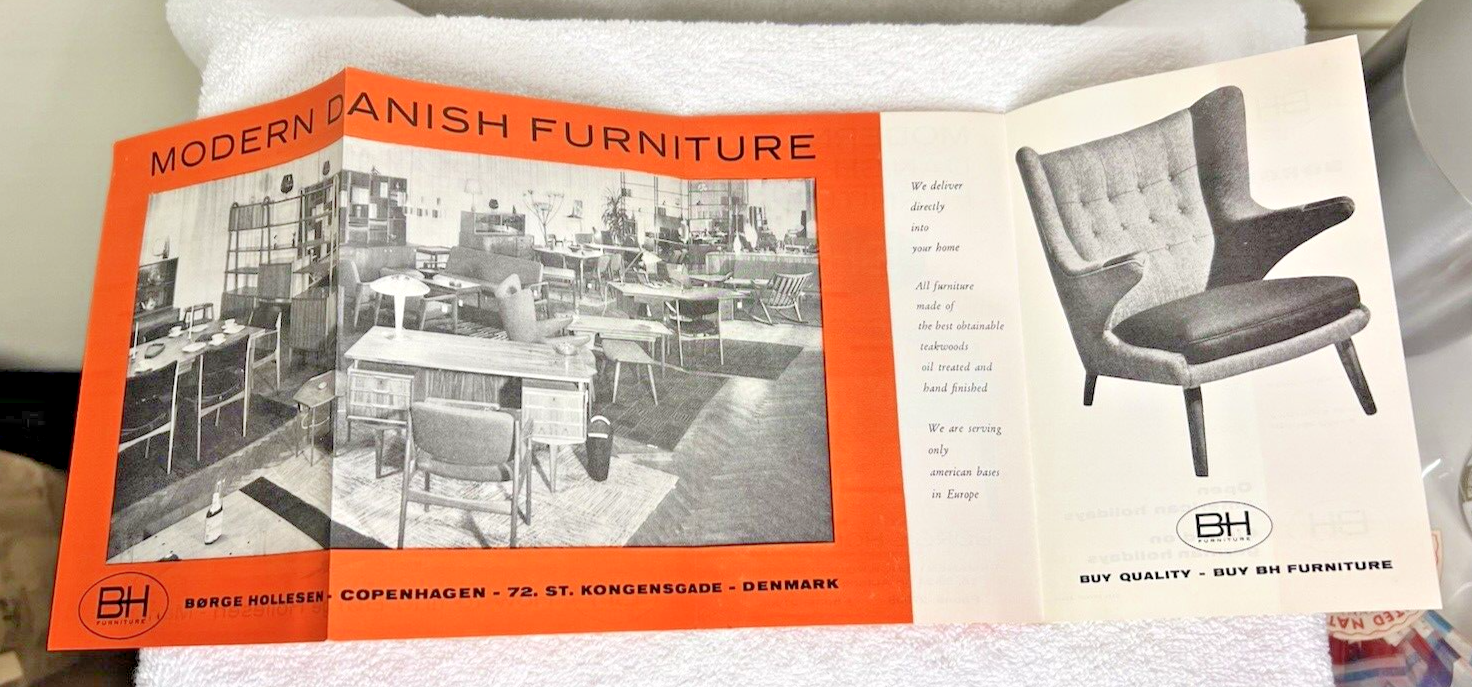 MODERN DANISH FURNITURE
BH
FURNITURE
BØRGE HOLLESEN - COPENHAGEN - 72. ST. KONGENSGADE - DENMARK
We deliver
directly
into
your home
All furniture
made of
the best obtainable
teakwoods
oil treated and
hand finished
We are serving
only
american bases
in Europe
BH
FURNITURE
BUY QUALITY - BUY BH FURNITURE